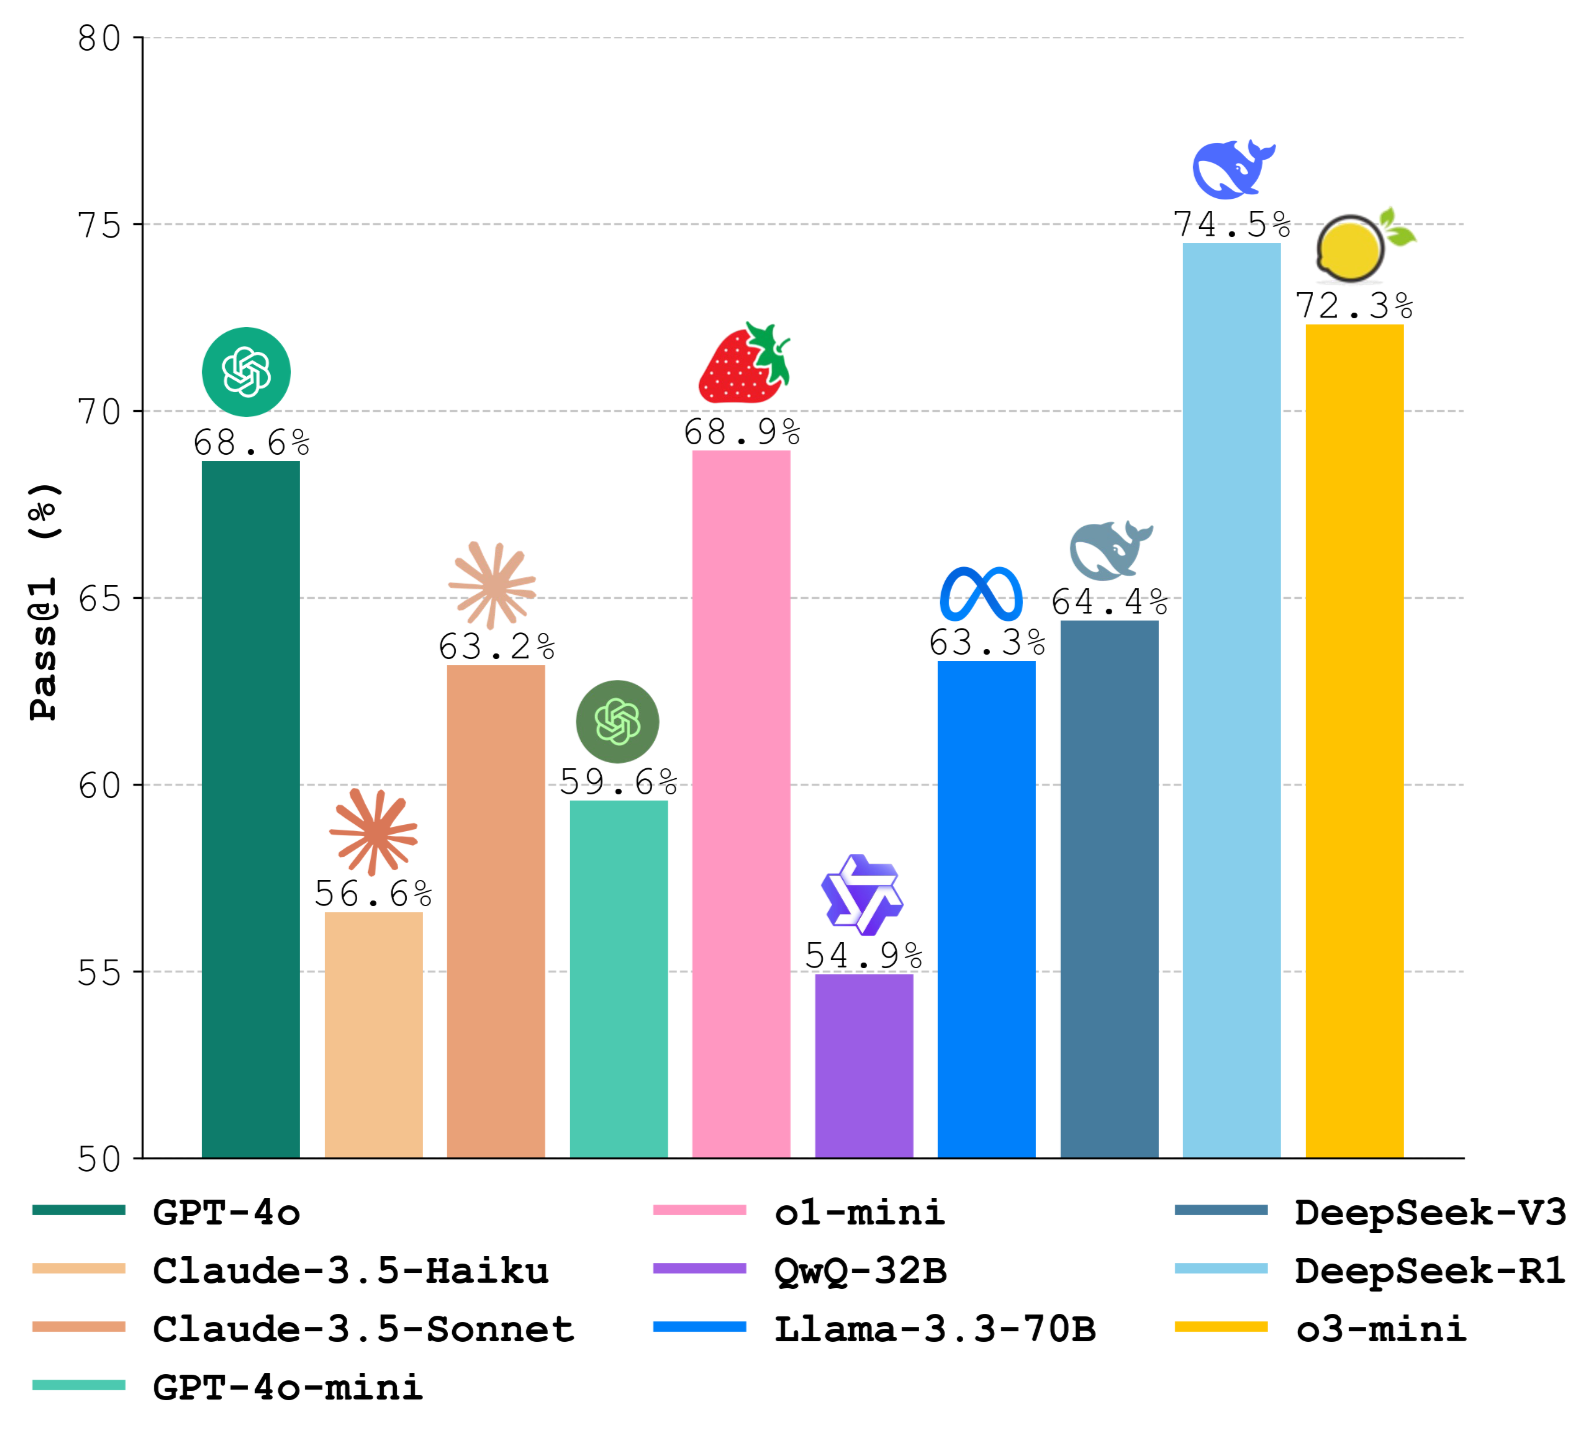 80
75
70
65
60
55
50
Pass@1 (%)
68.6%
56.6%
63.2%
59.6%
68.9%
54.9%
63.3%
64.4%
74.5%
72.3%
GPT-4o
Claude-3.5-Haiku
Claude-3.5-Sonnet
GPT-4o-mini
o1-mini
QwQ-32B
Llama-3.3-70B
DeepSeek-V3
DeepSeek-R1
o3-mini